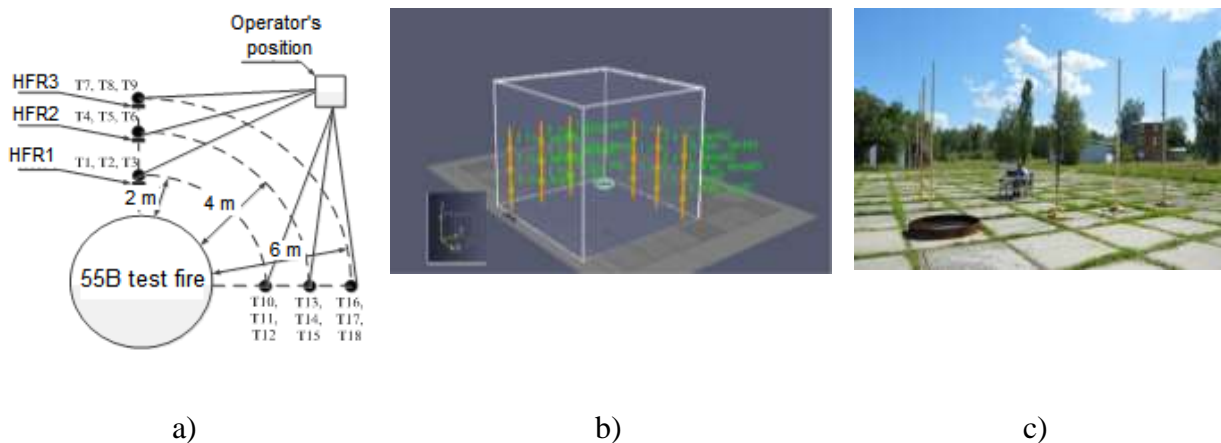 Operator's
position
HFR3
T7, T8, T9
HFR2
T4, T5, T6
HFR1
T1, T2, T3
2 m
4 m
6 m
55B test fire
T10,
T11,
T12
T13,
T14,
T15
T16,
T17,
T18
a)
b)
c)